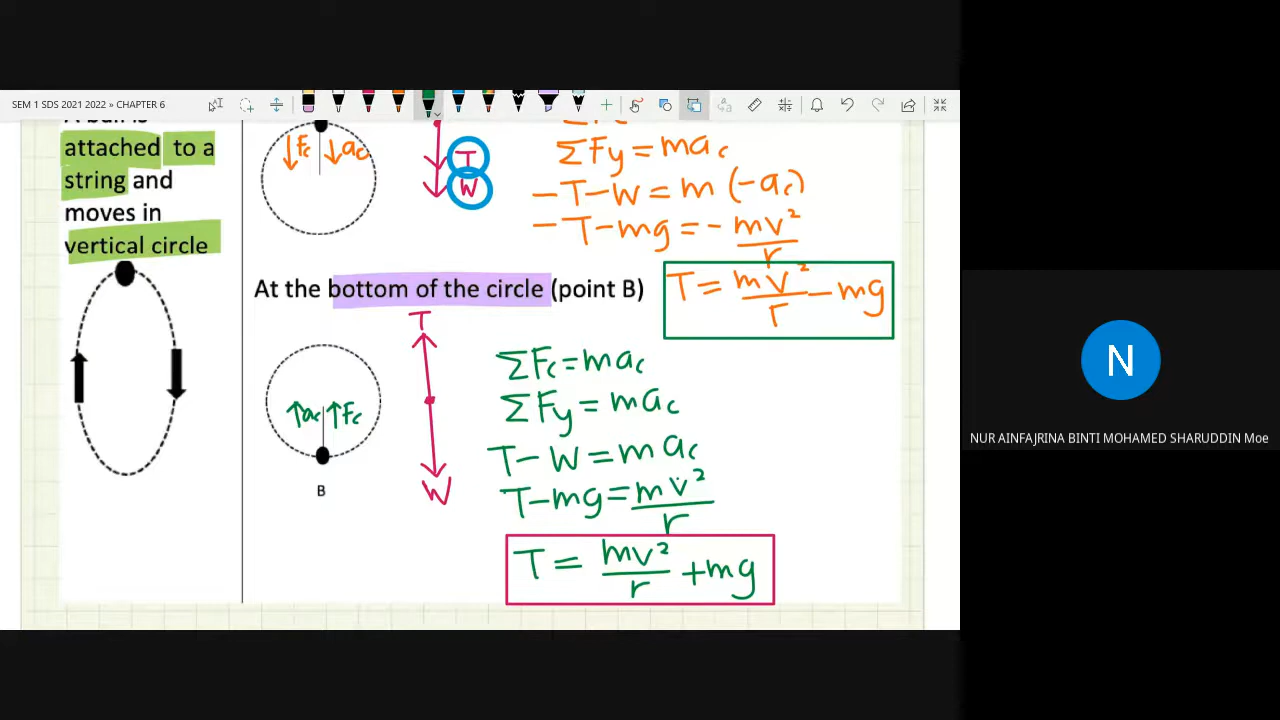 SEM 1 SDS 2021 2022 » CHAPTER 6
attached to a
string and
moves in
vertical circle
Fc ac
T
W
ΣFy = mac
-T-W = m (-ac)
-T-mg = - mv²/r
T = mv²/r - mg
At the bottom of the circle (point B)
T
ac Fc
B
W
ΣFc = mac
ΣFy = mac
T-W = mac
T-mg = mv²/r
T = mv²/r + mg
N
NUR AINFAJRINA BINTI MOHAMED SHARUDDIN Moe